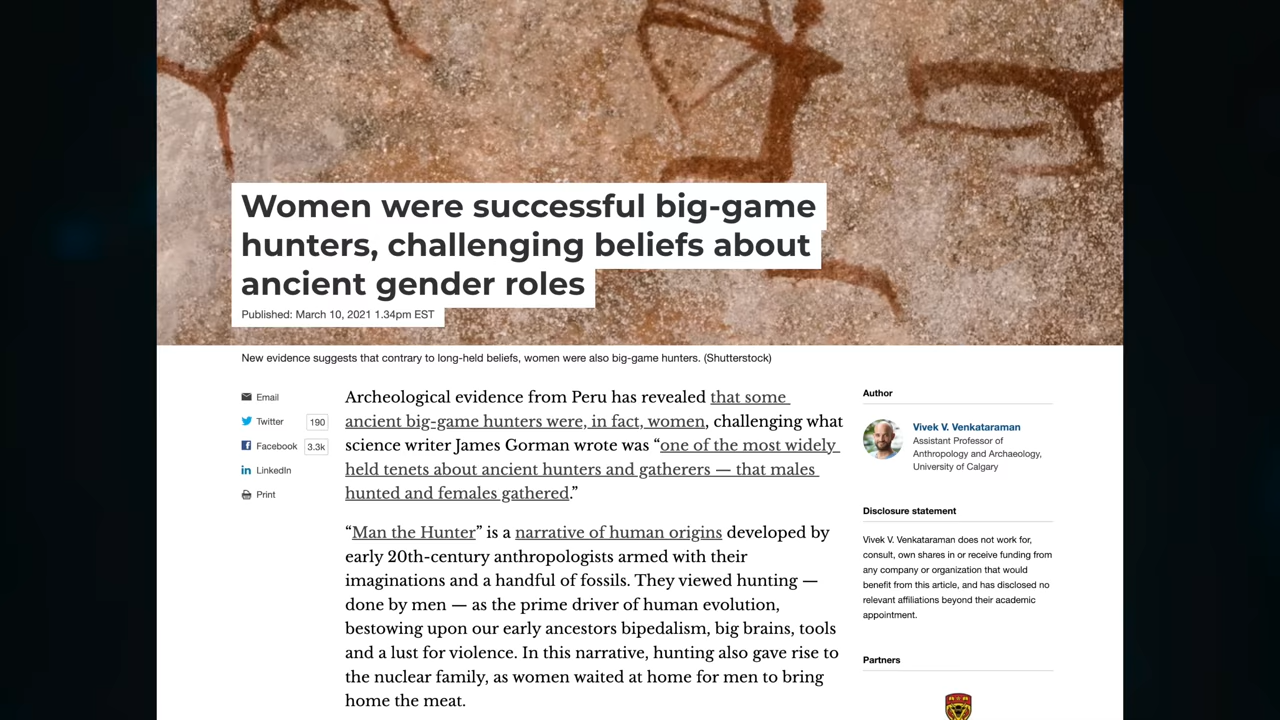 Women were successful big-game
hunters, challenging beliefs about
ancient gender roles
Published: March 10, 2021 1.34pm EST
New evidence suggests that contrary to long-held beliefs, women were also big-game hunters. (Shutterstock)
Email
Twitter 190
Facebook 3.3k
LinkedIn
Print
Archeological evidence from Peru has revealed that some
ancient big-game hunters were, in fact, women, challenging what
science writer James Gorman wrote was “one of the most widely
held tenets about ancient hunters and gatherers — that males
hunted and females gathered.”
“Man the Hunter” is a narrative of human origins developed by
early 20th-century anthropologists armed with their
imaginations and a handful of fossils. They viewed hunting —
done by men — as the prime driver of human evolution,
bestowing upon our early ancestors bipedalism, big brains, tools
and a lust for violence. In this narrative, hunting also gave rise to
the nuclear family, as women waited at home for men to bring
home the meat.
Author
Vivek V. Venkataraman
Assistant Professor of
Anthropology and Archaeology,
University of Calgary
Disclosure statement
Vivek V. Venkataraman does not work for,
consult, own shares in or receive funding from
any company or organization that would
benefit from this article, and has disclosed no
relevant affiliations beyond their academic
appointment.
Partners